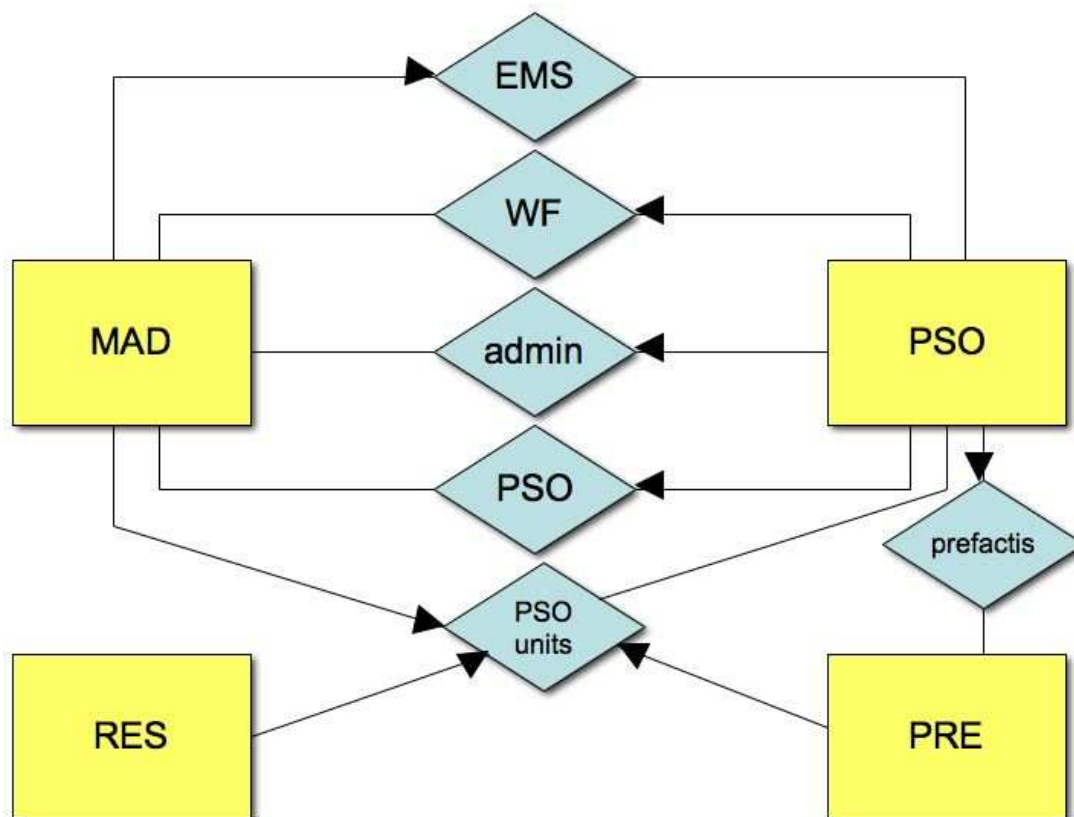 EMS
WF
MAD
admin
PSO
PSO
prefactis
PSO
units
RES
PRE